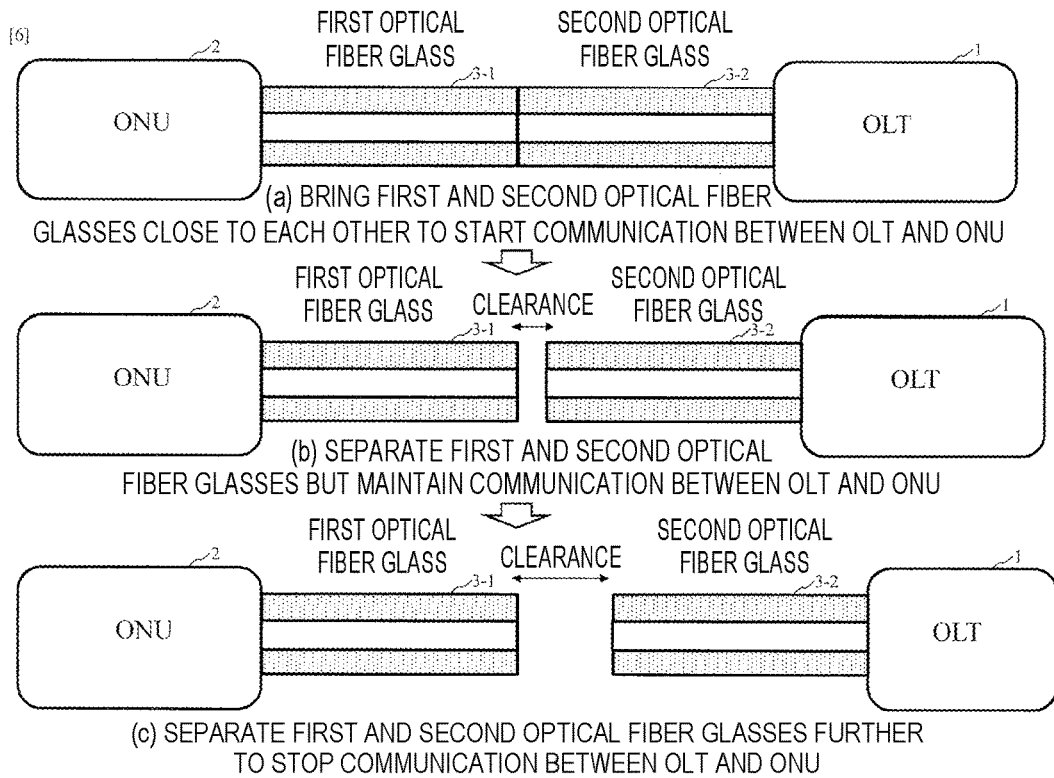 [6]
FIRST OPTICAL
FIBER GLASS
SECOND OPTICAL
FIBER GLASS
2
3-1
3-2
1
ONU
OLT
(a) BRING FIRST AND SECOND OPTICAL FIBER
GLASSES CLOSE TO EACH OTHER TO START COMMUNICATION BETWEEN OLT AND ONU
FIRST OPTICAL
FIBER GLASS
CLEARANCE
SECOND OPTICAL
FIBER GLASS
2
3-1
3-2
1
ONU
OLT
(b) SEPARATE FIRST AND SECOND OPTICAL
FIBER GLASSES BUT MAINTAIN COMMUNICATION BETWEEN OLT AND ONU
FIRST OPTICAL
FIBER GLASS
CLEARANCE
SECOND OPTICAL
FIBER GLASS
2
3-1
3-2
1
ONU
OLT
(c) SEPARATE FIRST AND SECOND OPTICAL FIBER GLASSES FURTHER
TO STOP COMMUNICATION BETWEEN OLT AND ONU